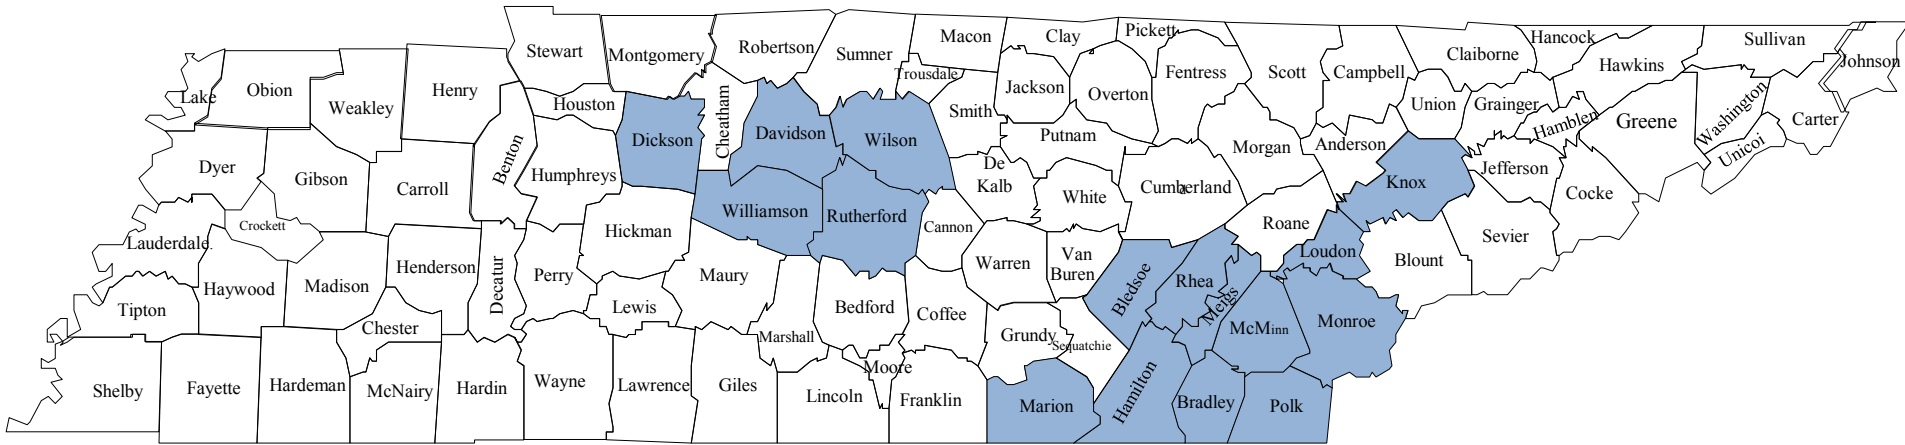 Stewart
Montgomery
Robertson
Sumner
Macon
Clay
Pickett
Fentress
Scott
Campbell
Claiborne
Hancock
Hawkins
Sullivan
Johnson
Lake
Obion
Weakley
Henry
Houston
Cheatham
Trousdale
Smith
Jackson
Overton
Union
Grainger
Hamblen
Greene
Washington
Carter
Unicoi
Dyer
Gibson
Carroll
Benton
Humphreys
Dickson
Davidson
Wilson
Putnam
De
Kalb
White
Cumberland
Morgan
Anderson
Knox
Jefferson
Cocke
Lauderdale.
Crockett
Hickman
Williamson
Rutherford
Cannon
Roane
Loudon
Blount
Sevier
Tipton
Haywood
Madison
Henderson
Decatur
Perry
Lewis
Maury
Bedford
Coffee
Warren
Van
Buren
Bledsoe
Rhea
Meigs
McMinn
Monroe
Chester
Marshall
Moore
Grundy
Sequatchie
Shelby
Fayette
Hardeman
McNairy
Hardin
Wayne
Lawrence
Giles
Lincoln
Franklin
Marion
Hamilton
Bradley
Polk